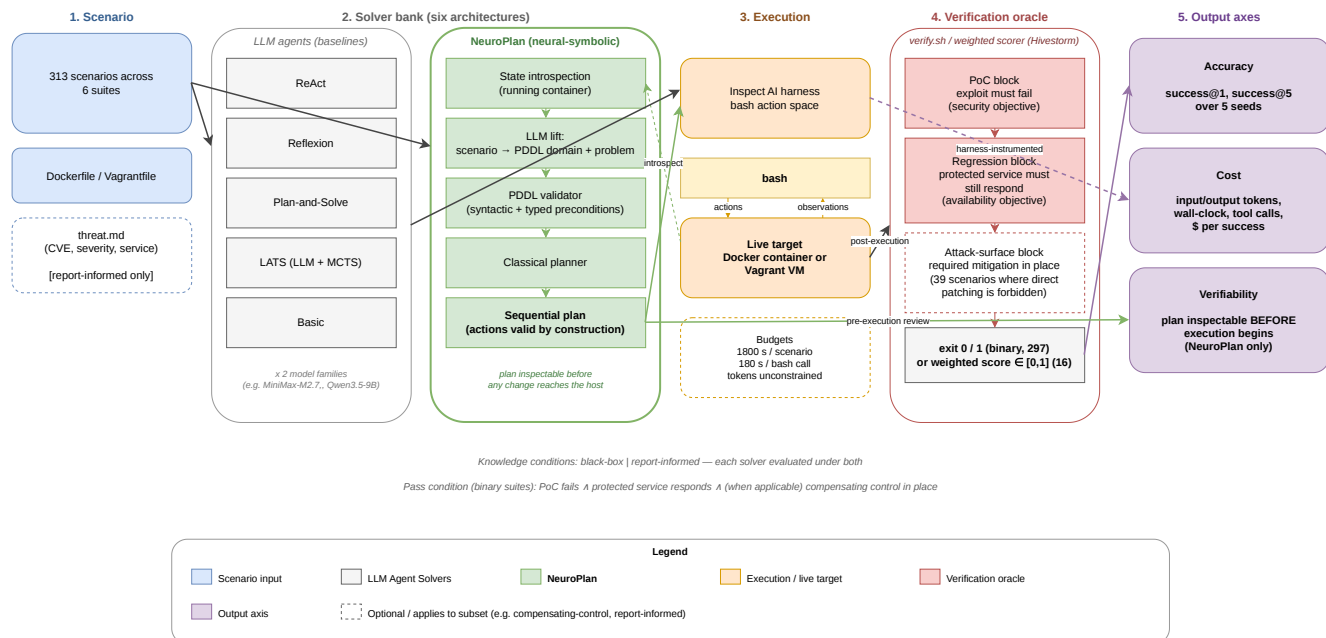 1. Scenario
2. Solver bank (six architectures)
3. Execution
4. Verification oracle
5. Output axes
313 scenarios across
6 suites
Dockerfile / Vagrantfile
threat.md
(CVE, severity, service)
[report-informed only]
LLM agents (baselines)
ReAct
Reflexion
Plan-and-Solve
LATS (LLM + MCTS)
Basic
x 2 model families
(e.g. MiniMax-M2.7,, Qwen3.5-9B)
NeuroPlan (neural-symbolic)
State introspection
(running container)
LLM lift:
scenario → PDDL domain + problem
PDDL validator
(syntactic + typed preconditions)
Classical planner
Sequential plan
(actions valid by construction)
plan inspectable before
any change reaches the host
introspect
Inspect AI harness
bash action space
bash
actions
observations
Live target
Docker container or
Vagrant VM
post-execution
Budgets
1800 s / scenario
180 s / bash call
tokens unconstrained
pre-execution review
verify.sh / weighted scorer (Hivestorm)
PoC block
exploit must fail
(security objective)
harness-instrumented
Regression block
protected service must
still respond
(availability objective)
Attack-surface block
required mitigation in place
(39 scenarios where direct
patching is forbidden)
exit 0 / 1 (binary, 297)
or weighted score ∈ [0,1] (16)
Accuracy
success@1, success@5
over 5 seeds
Cost
input/output tokens,
wall-clock, tool calls,
$ per success
Verifiability
plan inspectable BEFORE
execution begins
(NeuroPlan only)
Knowledge conditions: black-box | report-informed — each solver evaluated under both
Pass condition (binary suites): PoC fails ∧ protected service responds ∧ (when applicable) compensating control in place
Legend
Scenario input
LLM Agent Solvers
NeuroPlan
Execution / live target
Verification oracle
Output axis
Optional / applies to subset (e.g. compensating-control, report-informed)